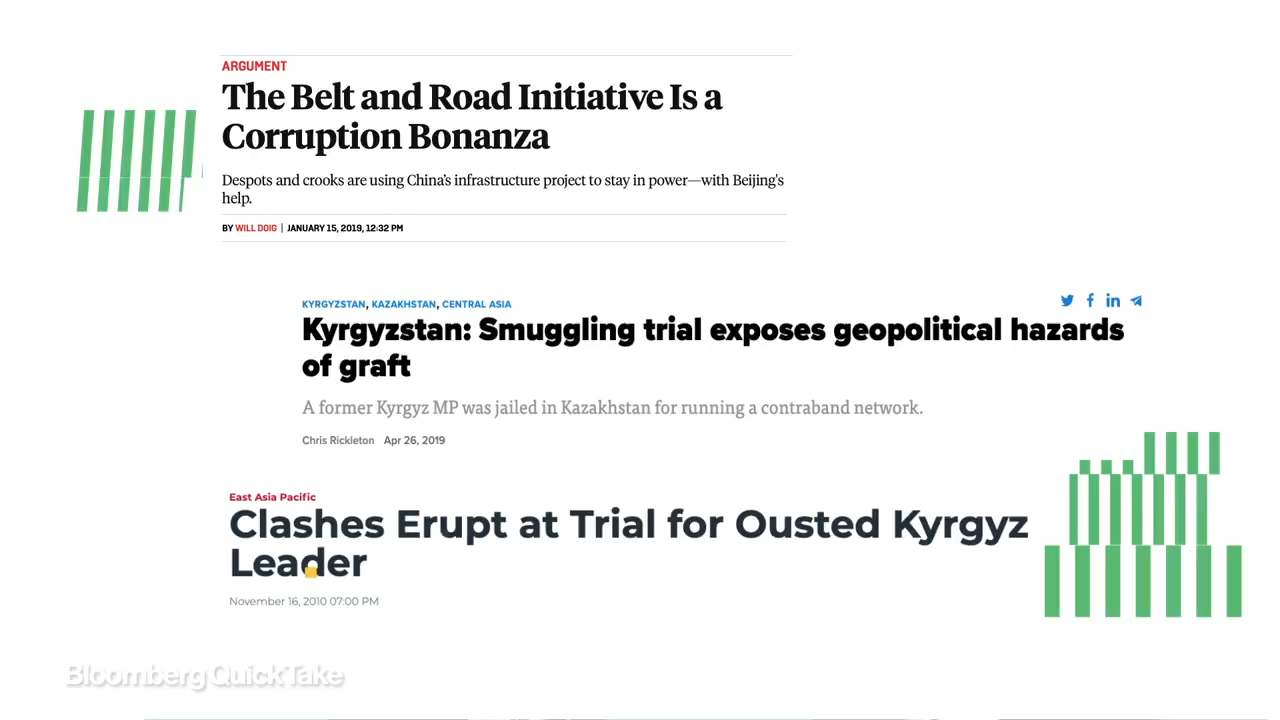 ARGUMENT
The Belt and Road Initiative Is a
Corruption Bonanza
Despots and crooks are using China's infrastructure project to stay in power—with Beijing's
help.
BY WILL DOIG | JANUARY 15, 2019, 12:32 PM
KYRGYZSTAN, KAZAKHSTAN, CENTRAL ASIA
Kyrgyzstan: Smuggling trial exposes geopolitical hazards
of graft
A former Kyrgyz MP was jailed in Kazakhstan for running a contraband network.
Chris Rickleton Apr 26, 2019
East Asia Pacific
Clashes Erupt at Trial for Ousted Kyrgyz
Leader
November 16, 2010 07:00 PM
Bloomberg QuickTake